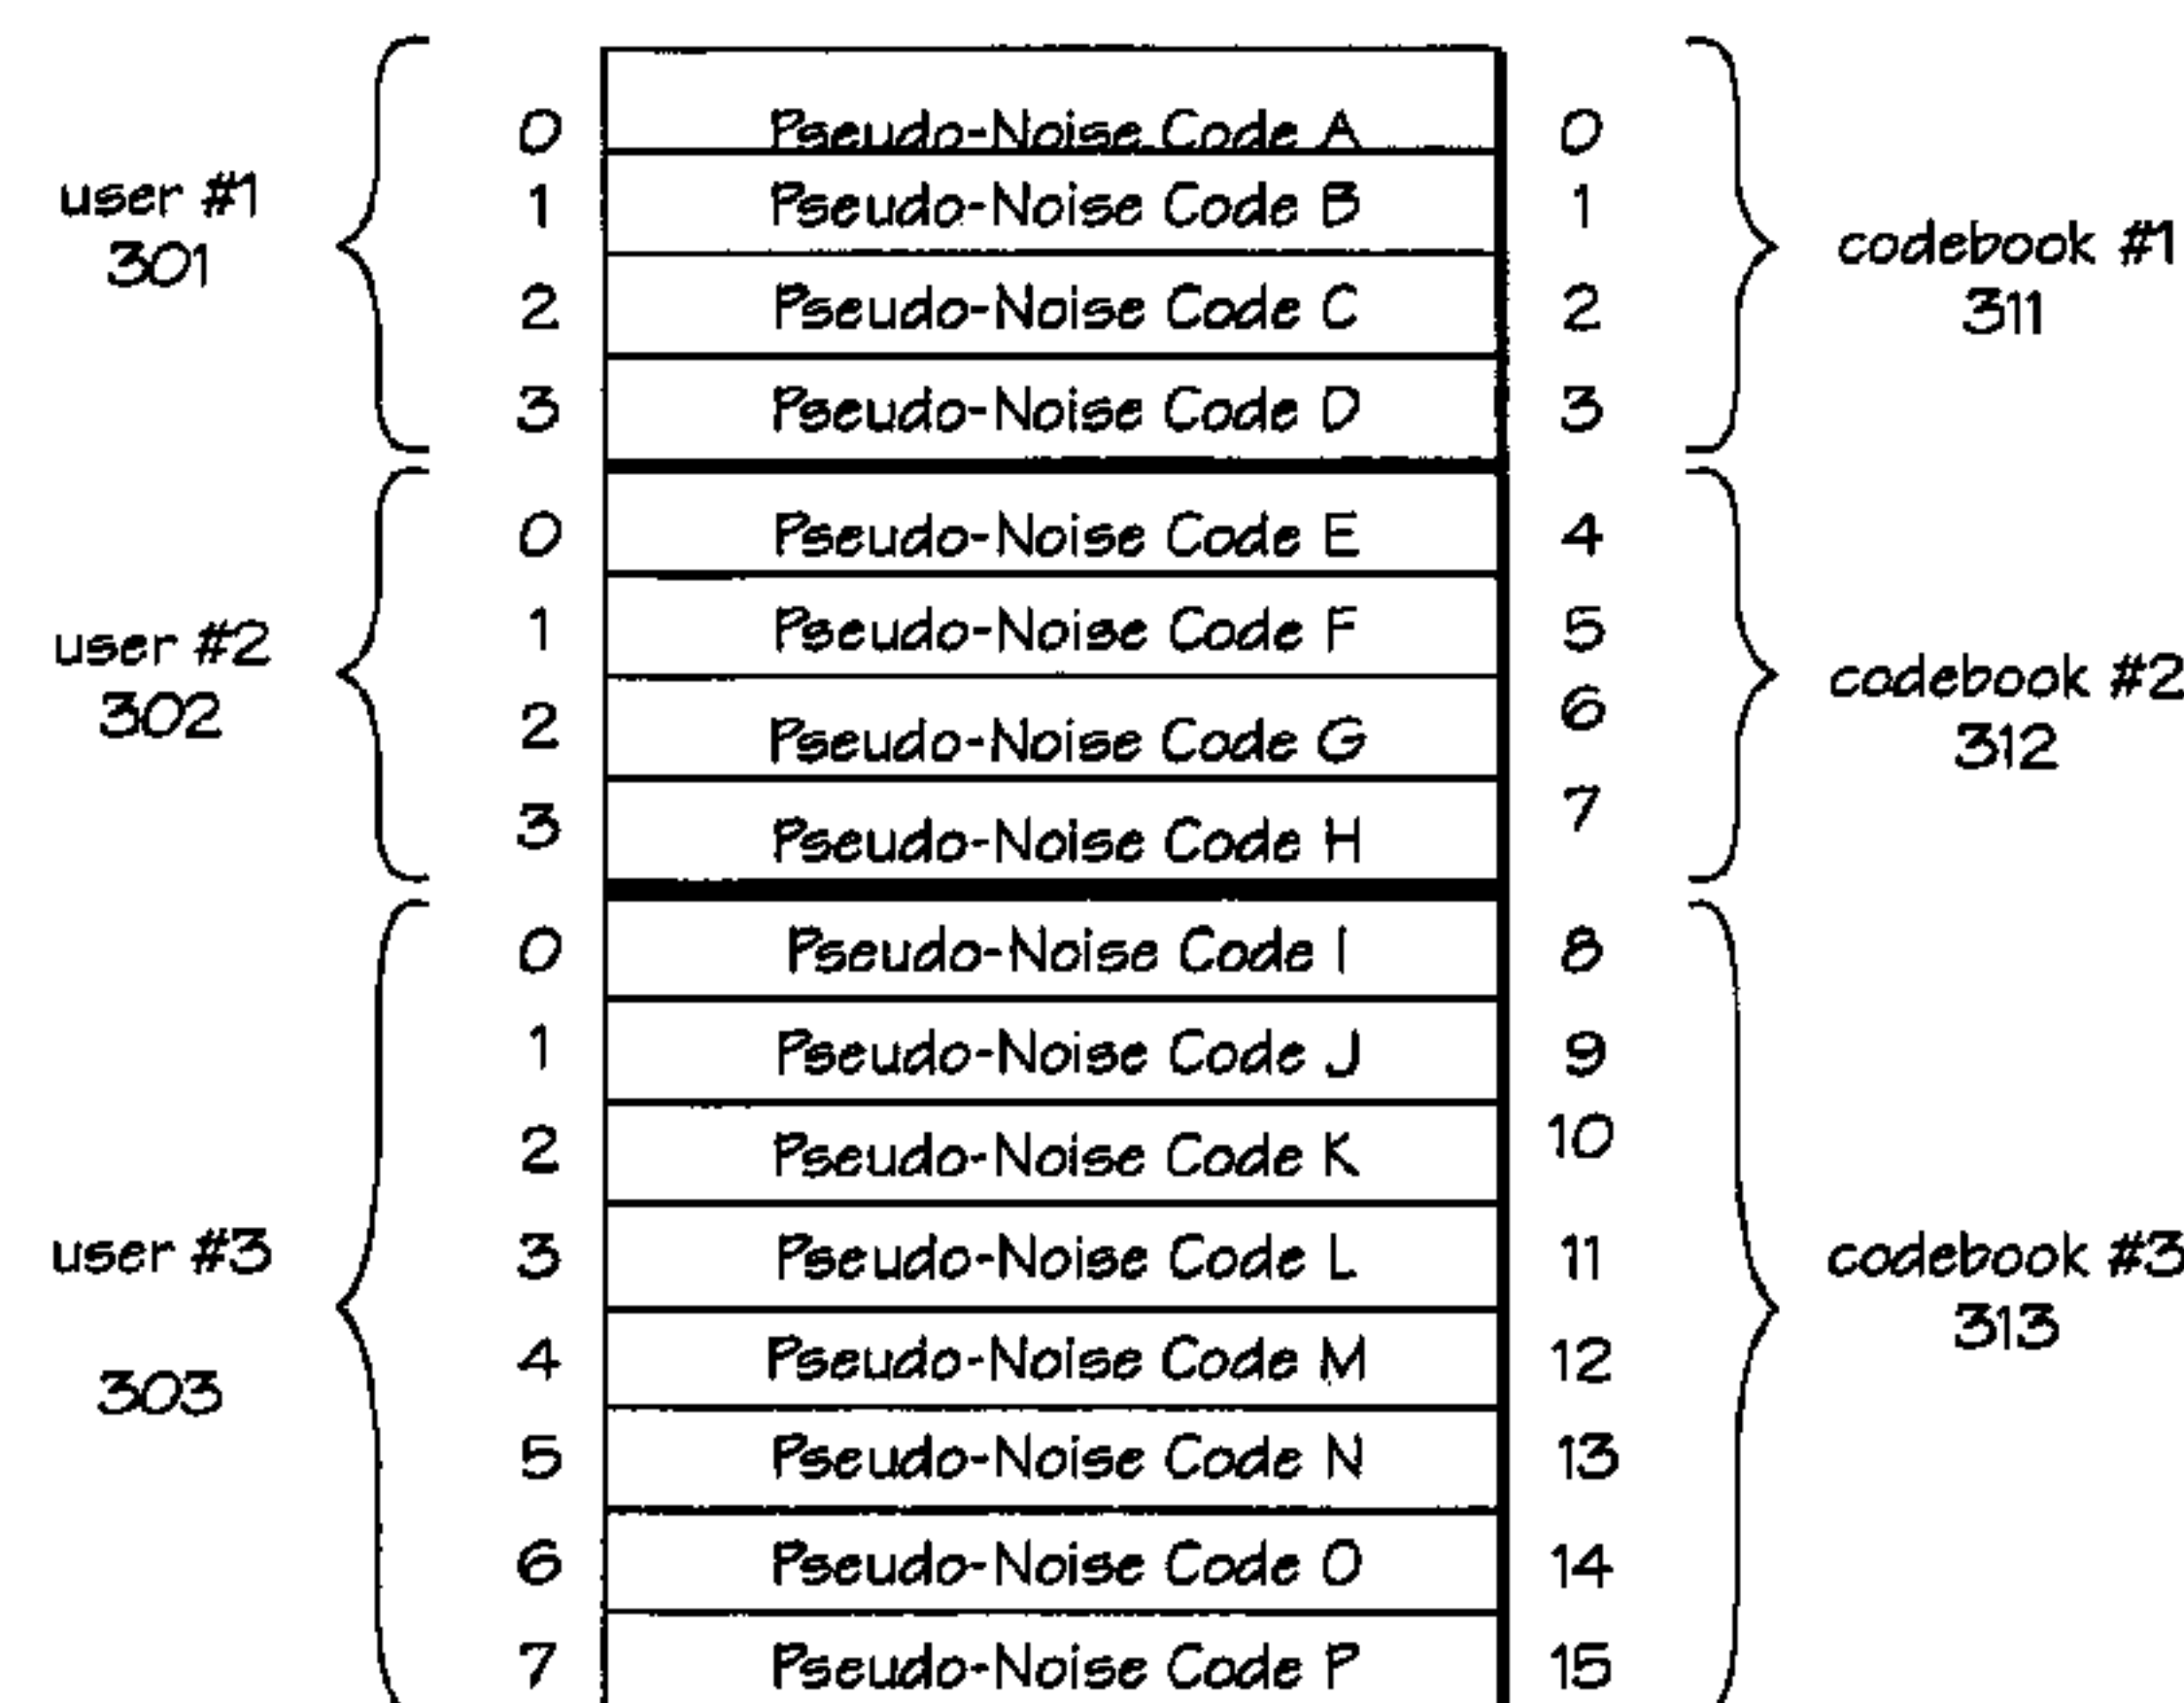 0 Pseudo-Noise Code A 0
user #1 1 Pseudo-Noise Code B 1 codebook #1
301 2 Pseudo-Noise Code C 2 311
3 Pseudo-Noise Code D 3
0 Pseudo-Noise Code E 4
user #2 1 Pseudo-Noise Code F 5 codebook #2
302 2 Pseudo-Noise Code G 6 312
3 Pseudo-Noise Code H 7
0 Pseudo-Noise Code I 8
1 Pseudo-Noise Code J 9
2 Pseudo-Noise Code K 10
user #3 3 Pseudo-Noise Code L 11 codebook #3
303 4 Pseudo-Noise Code M 12 313
5 Pseudo-Noise Code N 13
6 Pseudo-Noise Code O 14
7 Pseudo-Noise Code P 15